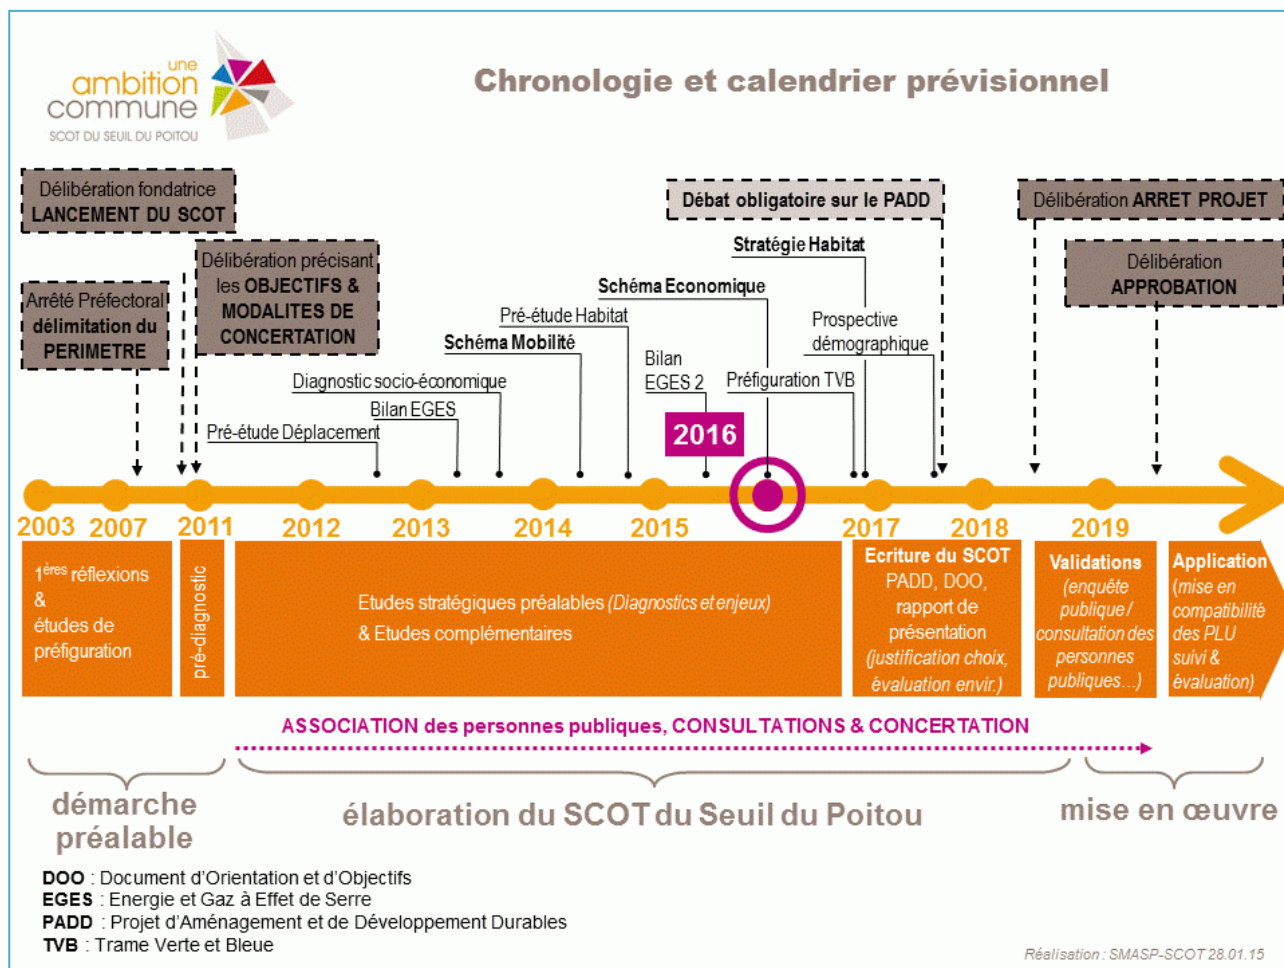 une
ambition
commune
SCOT DU SEUIL DU POITOU
Chronologie et calendrier prévisionnel
Délibération fondatrice
LANCEMENT DU SCOT
Arrêté Préfectoral
délimitation du
PERIMETRE
Délibération précisant
les OBJECTIFS &
MODALITES DE
CONCERTATION
Débat obligatoire sur le PADD
Délibération ARRET PROJET
Délibération
APPROBATION
Stratégie Habitat
Schéma Economique
Pré-étude Habitat
Schéma Mobilité
Prospective
démographique
Bilan
EGES 2
Préfiguration TVB
Diagnostic socio-économique
Bilan EGES
Pré-étude Déplacement
2016
2003
2007
2011
2012
2013
2014
2015
2017
2018
2019
1ères réflexions
&
études de
préfiguration
pré-diagnostic
Etudes stratégiques préalables (Diagnostics et enjeux)
& Etudes complémentaires
Ecriture du SCOT
PADD, DOO,
rapport de
présentation
(justification choix,
évaluation envir.)
Validations
(enquête
publique /
consultation des
personnes
publiques…)
Application
(mise en
compatibilité
des PLU
suivi &
évaluation)
ASSOCIATION des personnes publiques, CONSULTATIONS & CONCERTATION
démarche
préalable
élaboration du SCOT du Seuil du Poitou
mise en œuvre
DOO : Document d'Orientation et d'Objectifs
EGES : Energie et Gaz à Effet de Serre
PADD : Projet d'Aménagement et de Développement Durables
TVB : Trame Verte et Bleue
Réalisation : SMASP-SCOT 28.01.15